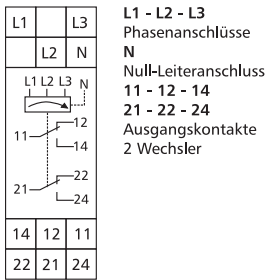 L1 L3
L2 N
L1 L2 L3 N
12
11
14
22
21
24
14 12 11
22 21 24
L1 - L2 - L3
Phasenanschlüsse
N
Null-Leiteranschluss
11 - 12 - 14
21 - 22 - 24
Ausgangskontakte
2 Wechsler